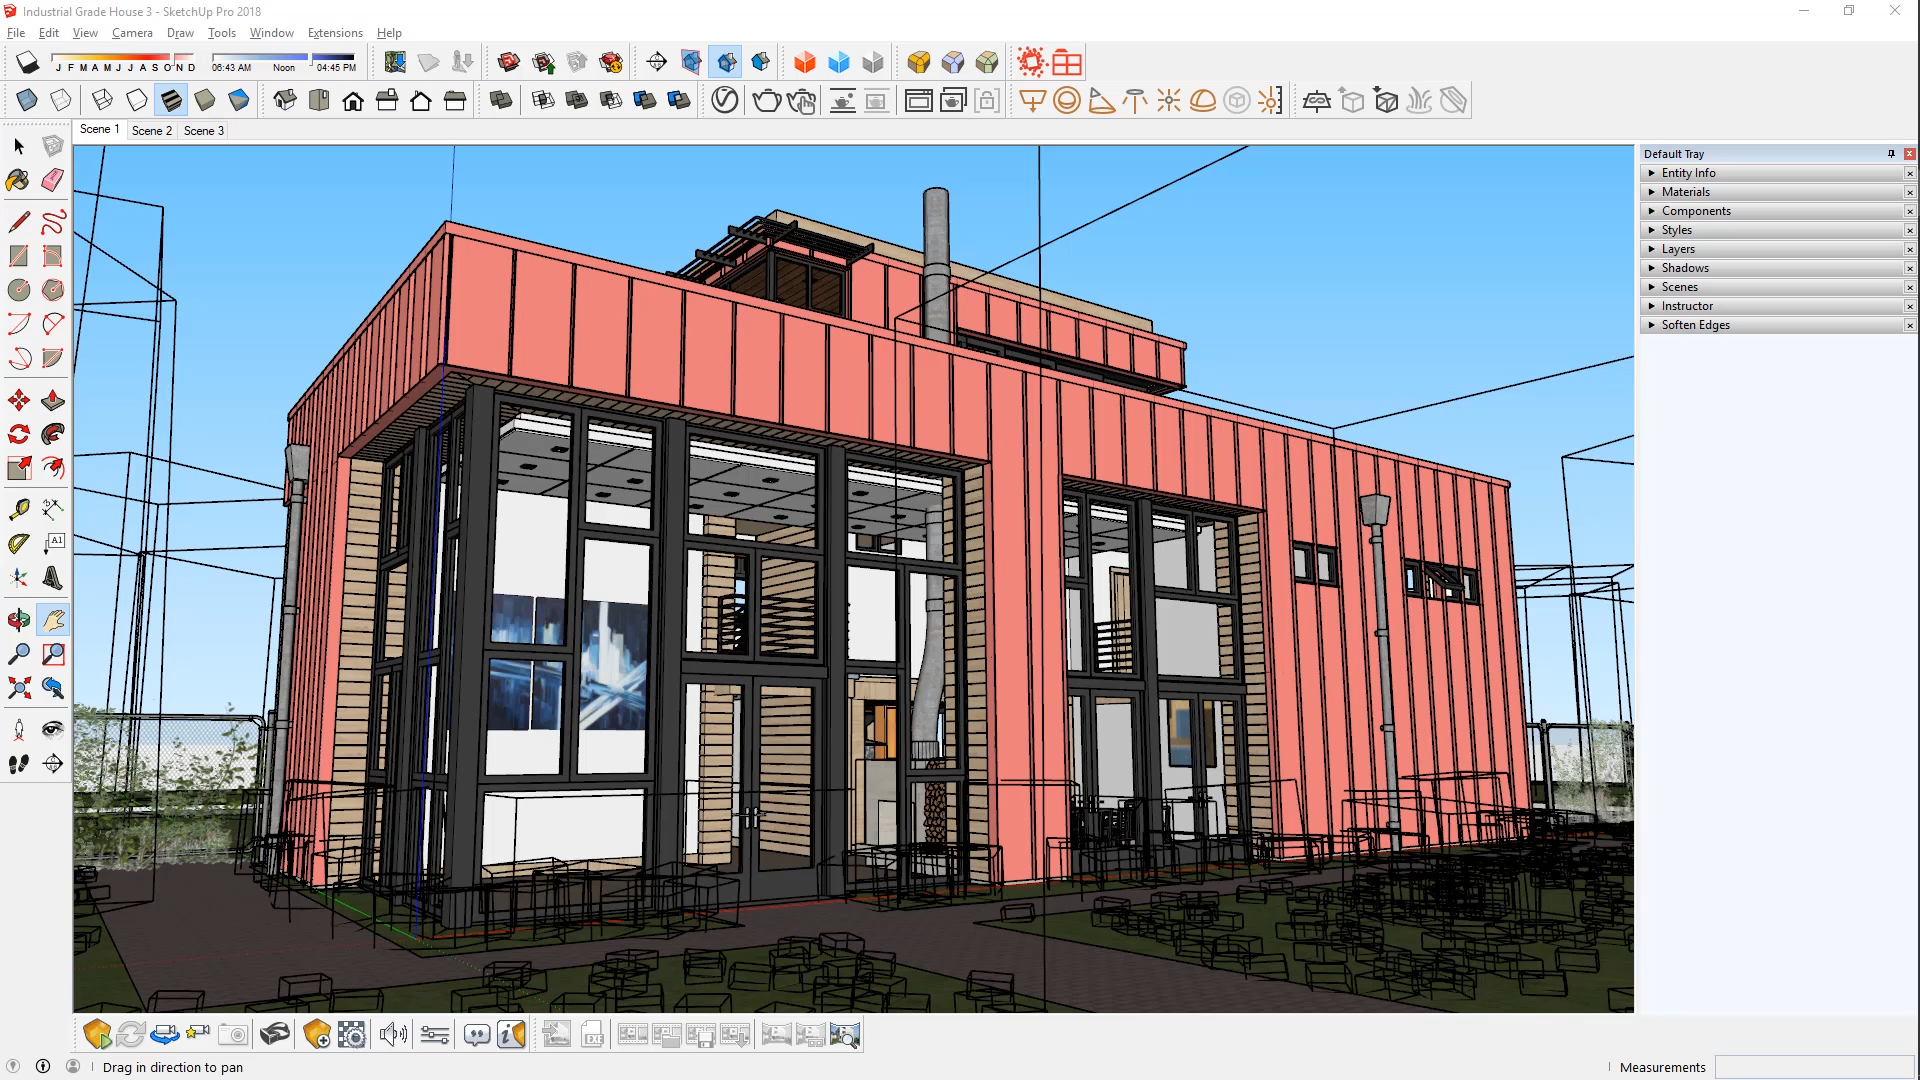 Industrial Grade House 3 - SketchUp Pro 2018
File Edit View Camera Draw Tools Window Extensions Help
J F M A M J J A S O N D
06:43 AM Noon 04:45 PM
Scene 1 Scene 2 Scene 3
Default Tray
Entity Info
Materials
Components
Styles
Layers
Shadows
Scenes
Instructor
Soften Edges
A1
EXE
Drag in direction to pan
Measurements